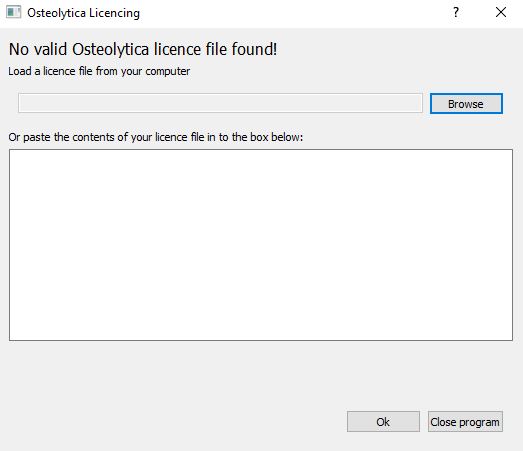 Osteolytica Licencing
?
No valid Osteolytica licence file found!
Load a licence file from your computer
Browse
Or paste the contents of your licence file in to the box below:
Ok
Close program